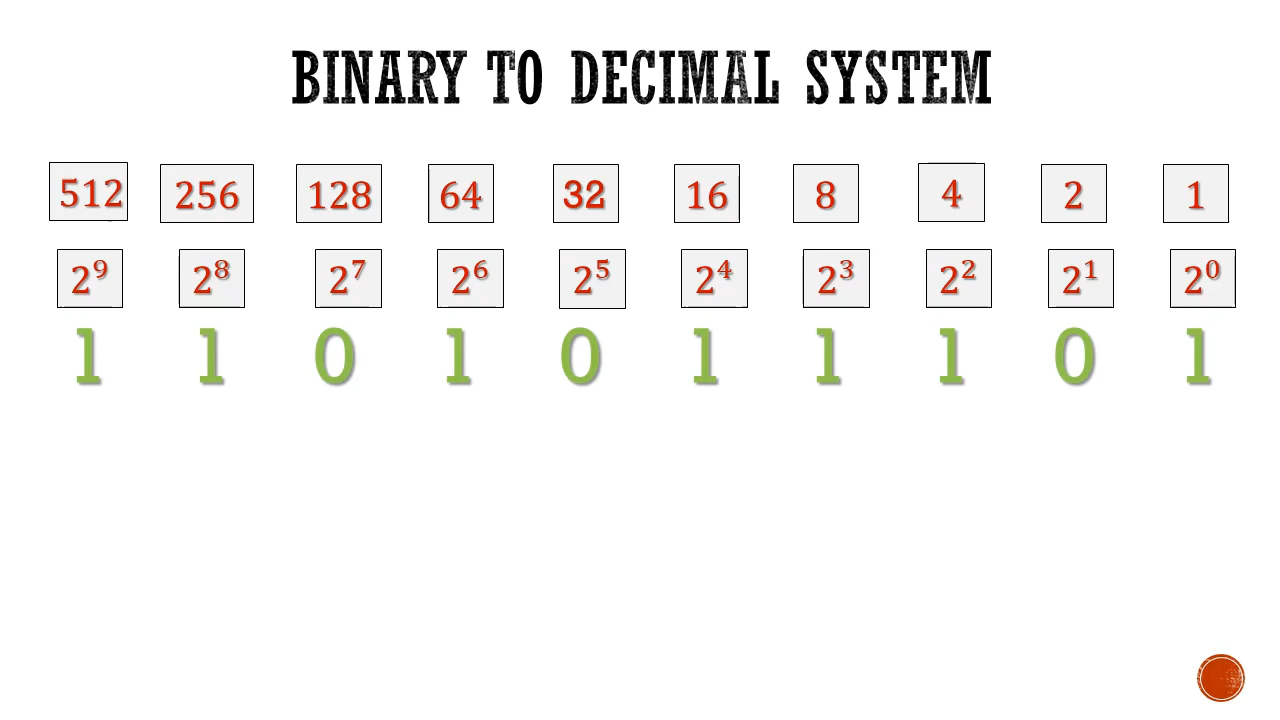 BINARY TO DECIMAL SYSTEM
512 256 128 64 32 16 8 4 2 1
2⁹ 2⁸ 2⁷ 2⁶ 2⁵ 2⁴ 2³ 2² 2¹ 2⁰
1 1 0 1 0 1 1 1 0 1